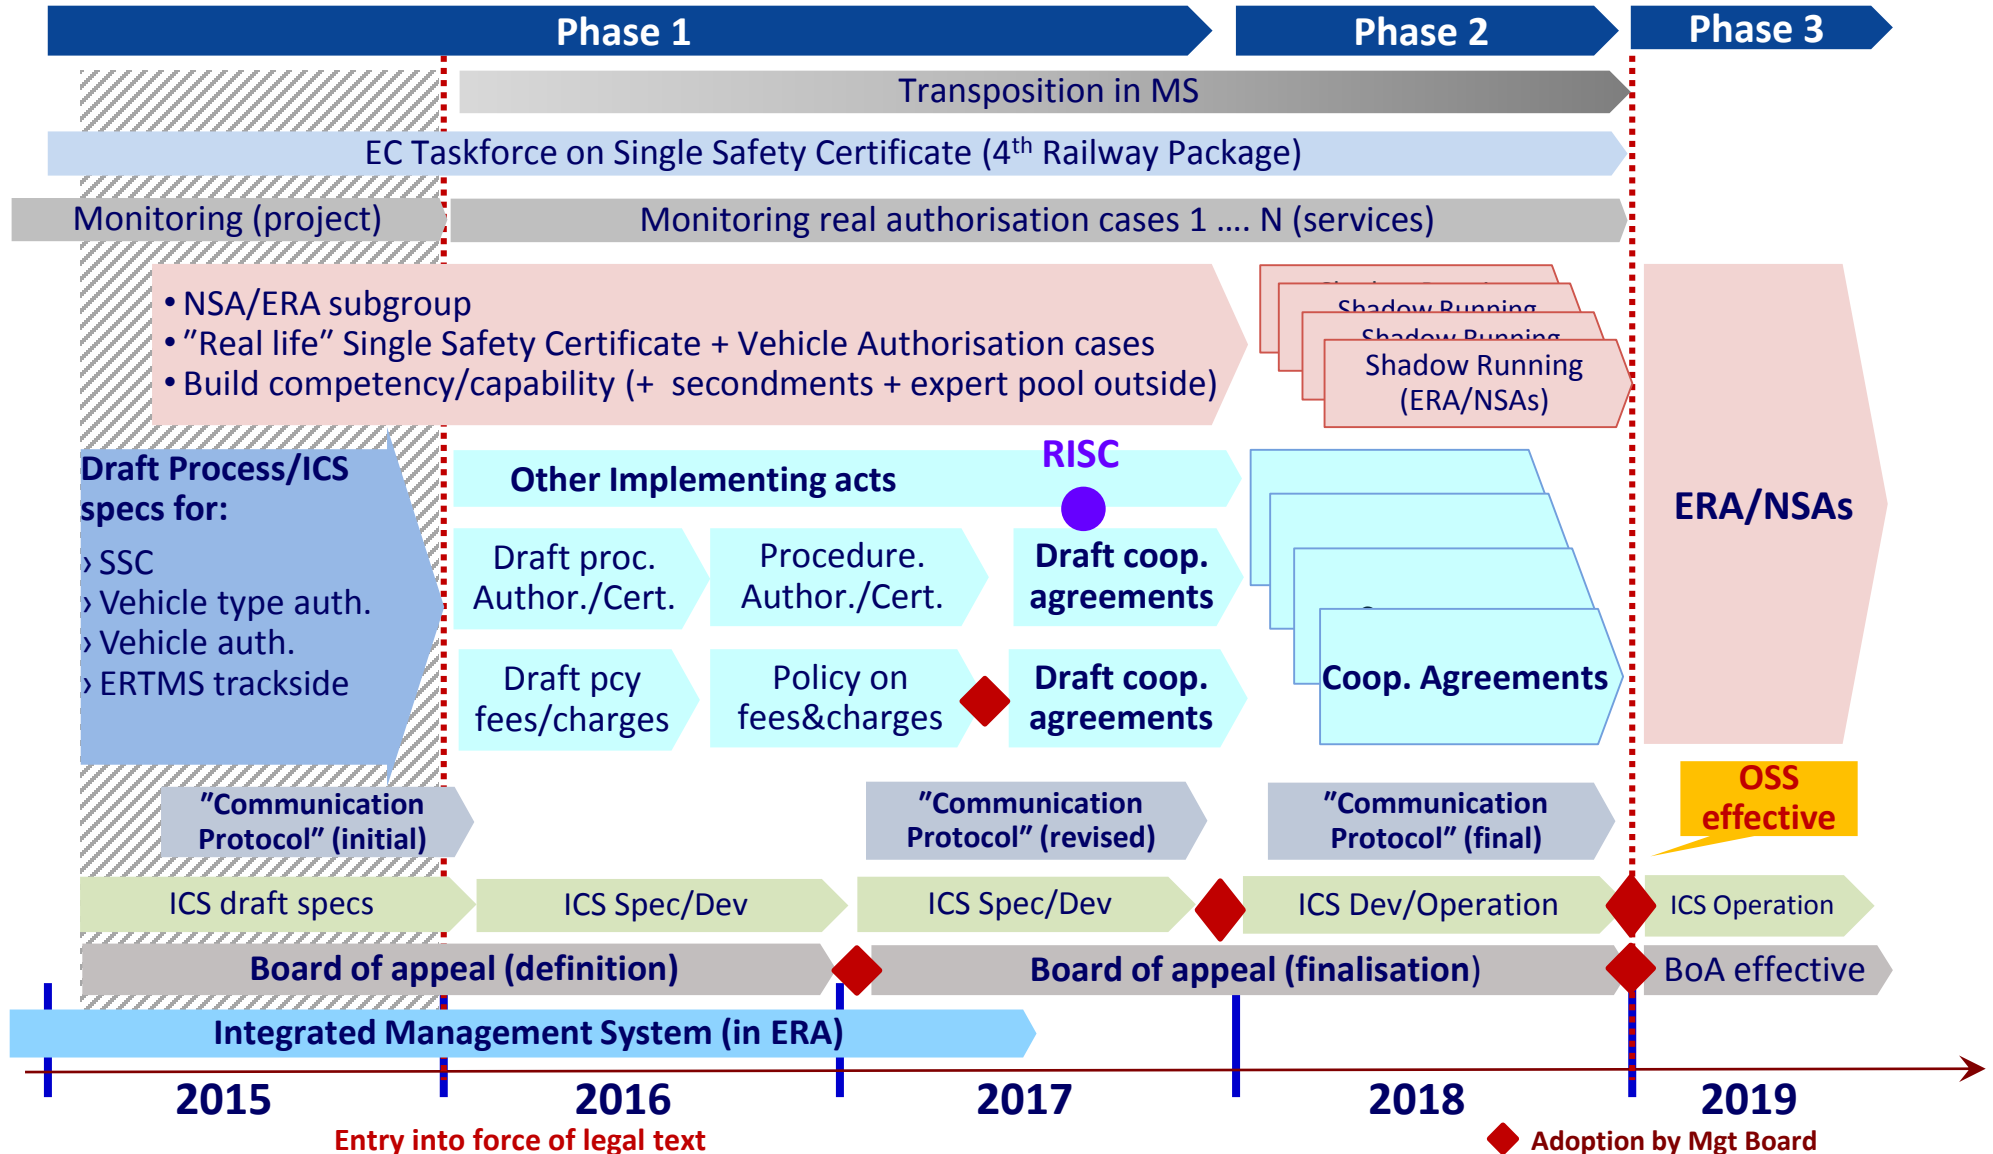 Phase 1
Phase 2
Phase 3
Transposition in MS
EC Taskforce on Single Safety Certificate (4th Railway Package)
Monitoring (project)
Monitoring real authorisation cases 1 .... N (services)
• NSA/ERA subgroup
• ”Real life” Single Safety Certificate + Vehicle Authorisation cases
• Build competency/capability (+ secondments + expert pool outside)
Shadow Running
Shadow Running
Shadow Running
(ERA/NSAs)
ERA/NSAs
Draft Process/ICS
specs for:
› SSC
› Vehicle type auth.
› Vehicle auth.
› ERTMS trackside
Other Implementing acts
RISC
Draft proc.
Author./Cert.
Procedure.
Author./Cert.
Draft coop.
agreements
Draft pcy
fees/charges
Policy on
fees&charges
Draft coop.
agreements
Coop. Agreements
”Communication
Protocol” (initial)
”Communication
Protocol” (revised)
”Communication
Protocol” (final)
OSS
effective
ICS draft specs
ICS Spec/Dev
ICS Spec/Dev
ICS Dev/Operation
ICS Operation
Board of appeal (definition)
Board of appeal (finalisation)
BoA effective
Integrated Management System (in ERA)
2015
2016
2017
2018
2019
Entry into force of legal text
Adoption by Mgt Board